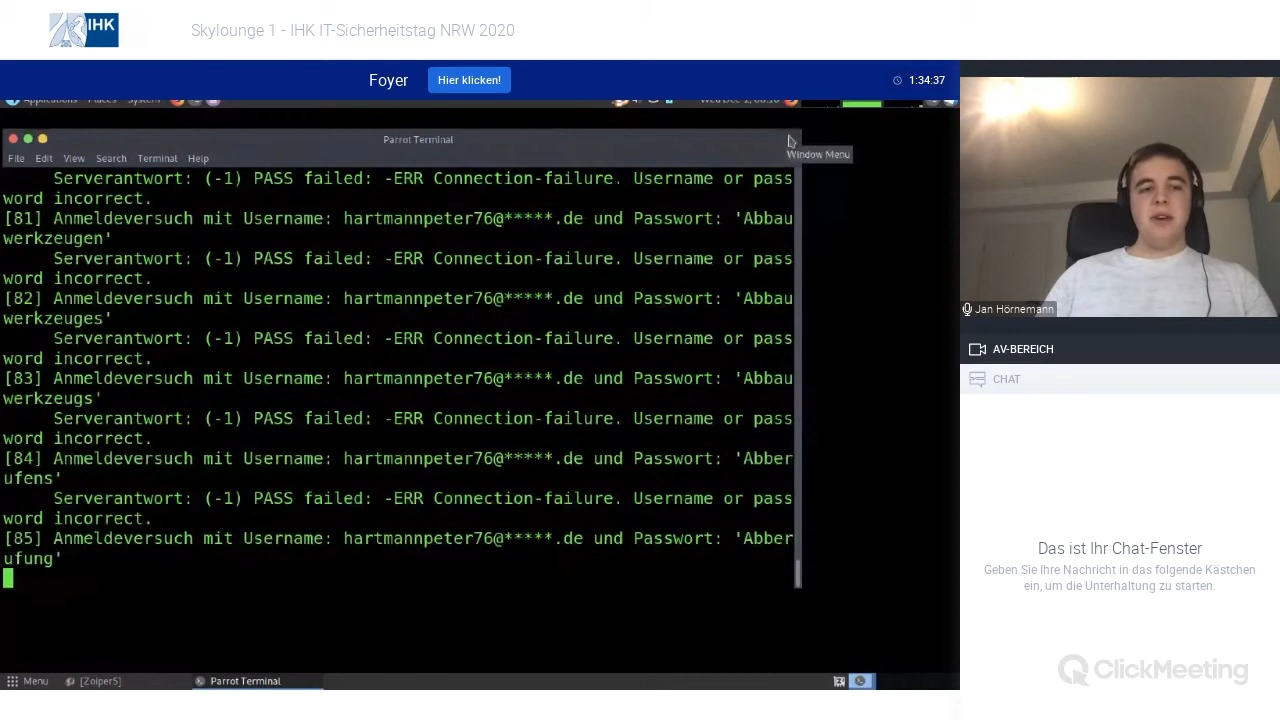 IHK
Skylounge 1 - IHK IT-Sicherheitstag NRW 2020
Foyer
Hier klicken!
1:34:37
Applications Places System
Wed Dec 2,
Parrot Terminal
Window Menu
File Edit View Search Terminal Help
Serverantwort: (-1) PASS failed: -ERR Connection-failure. Username or pass
word incorrect.
[81] Anmeldeversuch mit Username: hartmannpeter76@*****.de und Passwort: 'Abbau
werkzeugen'
Serverantwort: (-1) PASS failed: -ERR Connection-failure. Username or pass
word incorrect.
[82] Anmeldeversuch mit Username: hartmannpeter76@*****.de und Passwort: 'Abbau
werkzeuges'
Serverantwort: (-1) PASS failed: -ERR Connection-failure. Username or pass
word incorrect.
[83] Anmeldeversuch mit Username: hartmannpeter76@*****.de und Passwort: 'Abbau
werkzeugs'
Serverantwort: (-1) PASS failed: -ERR Connection-failure. Username or pass
word incorrect.
[84] Anmeldeversuch mit Username: hartmannpeter76@*****.de und Passwort: 'Abber
ufens'
Serverantwort: (-1) PASS failed: -ERR Connection-failure. Username or pass
word incorrect.
[85] Anmeldeversuch mit Username: hartmannpeter76@*****.de und Passwort: 'Abber
ufung'
Menu
[Zoiper5]
Parrot Terminal
Jan Hörnemann
AV-BEREICH
CHAT
Das ist Ihr Chat-Fenster
Geben Sie Ihre Nachricht in das folgende Kästchen
ein, um die Unterhaltung zu starten.
ClickMeeting